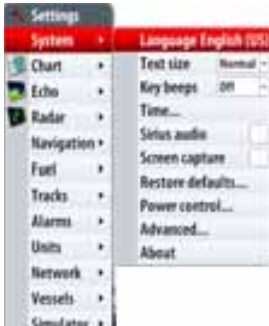 Settings
System
Chart
Echo
Radar
Navigation
Fuel
Tracks
Alarms
Units
Network
Vessels
Simulator
Language English (US)
Text size Normal
Key beeps Off
Time...
Sirius audio
Screen capture
Restore defaults...
Power control...
Advanced...
About